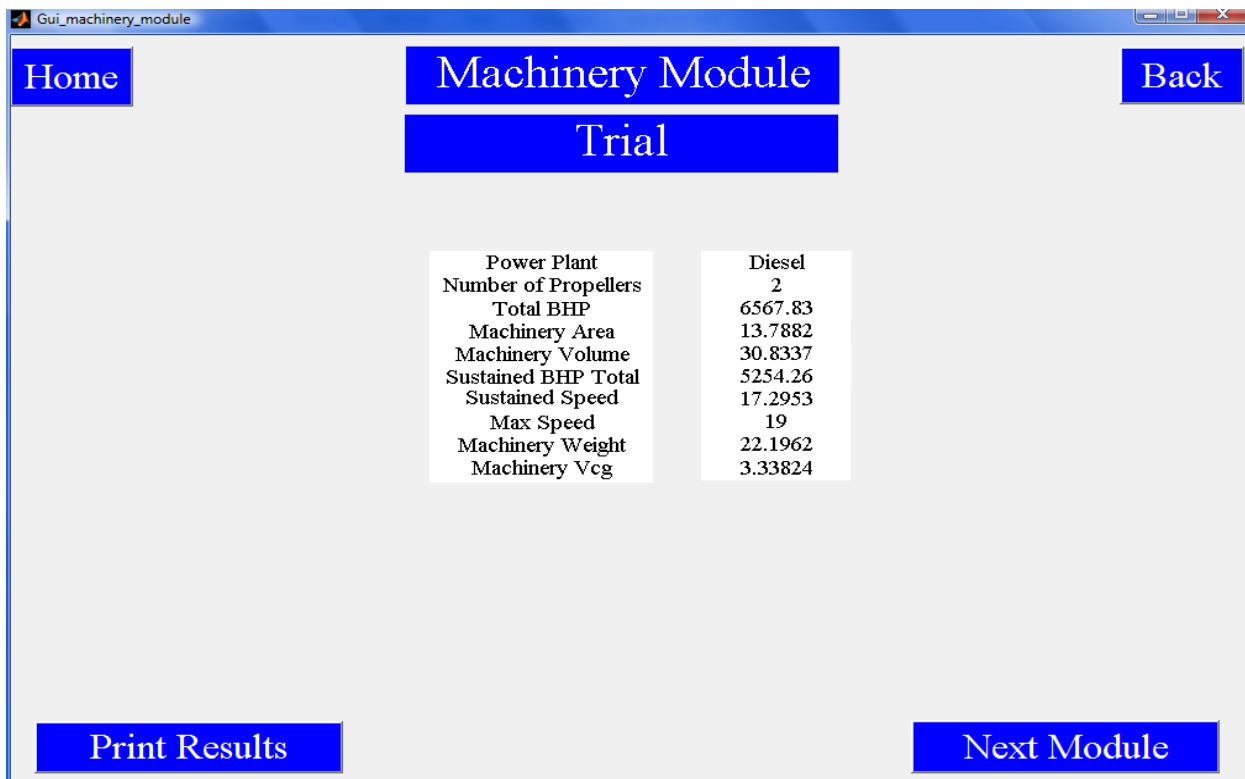 Gui_machinery_module
Home
Machinery Module
Back
Trial
Power Plant Diesel
Number of Propellers 2
Total BHP 6567.83
Machinery Area 13.7882
Machinery Volume 30.8337
Sustained BHP Total 5254.26
Sustained Speed 17.2953
Max Speed 19
Machinery Weight 22.1962
Machinery Vcg 3.33824
Print Results
Next Module